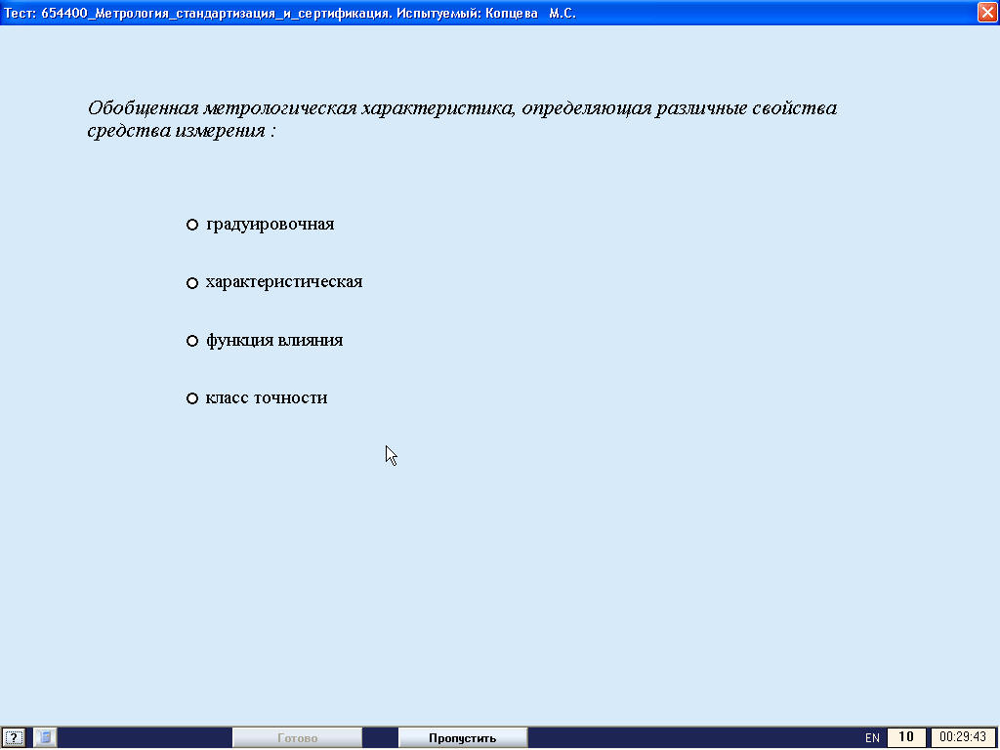 Тест: 654400_Метрология_стандартизация_и_сертификация. Испытуемый: Копцева М.С.
Обобщенная метрологическая характеристика, определяющая различные свойства
средства измерения :
градуировочная
характеристическая
функция влияния
класс точности
?
Готово
Пропустить
EN
10
00:29:43